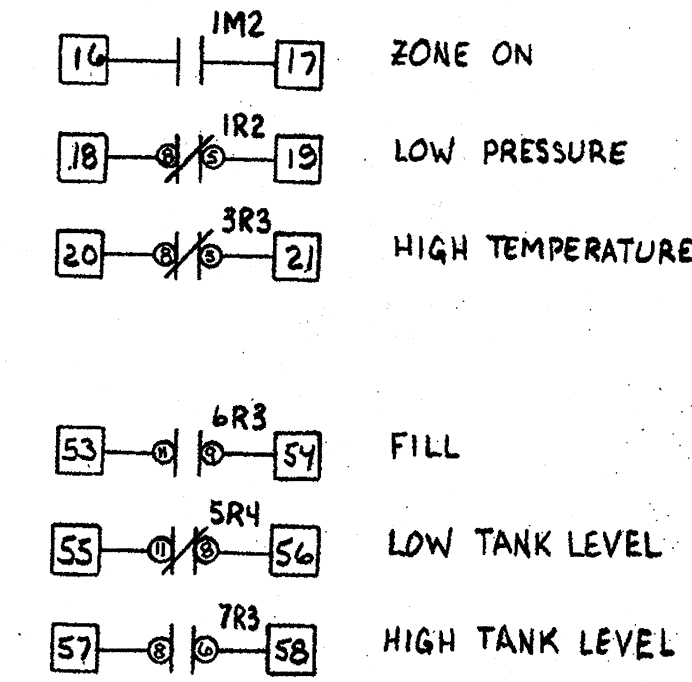 1M2
16 17 ZONE ON
1R2
18 8 5 19 LOW PRESSURE
3R3
20 8 5 21 HIGH TEMPERATURE
6R3
53 11 9 54 FILL
5R4
55 11 8 56 LOW TANK LEVEL
7R3
57 8 6 58 HIGH TANK LEVEL